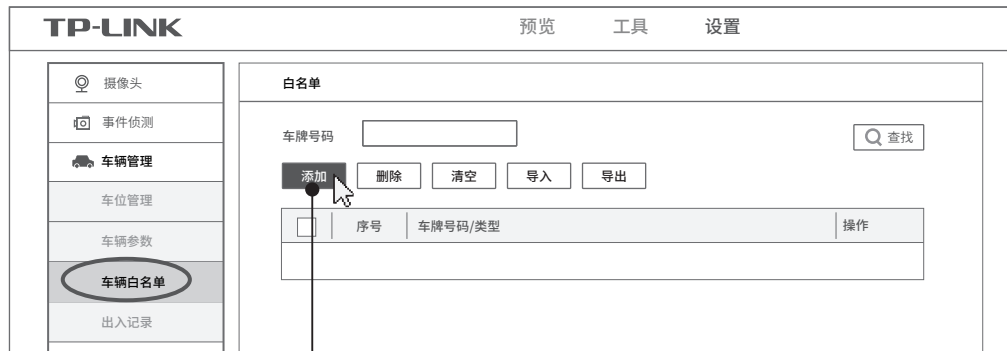 TP-LINK 预览 工具 设置
摄像头
事件侦测
车辆管理
车位管理
车辆参数
车辆白名单
出入记录
白名单
车牌号码 查找
添加 删除 清空 导入 导出
序号 车牌号码/类型 操作